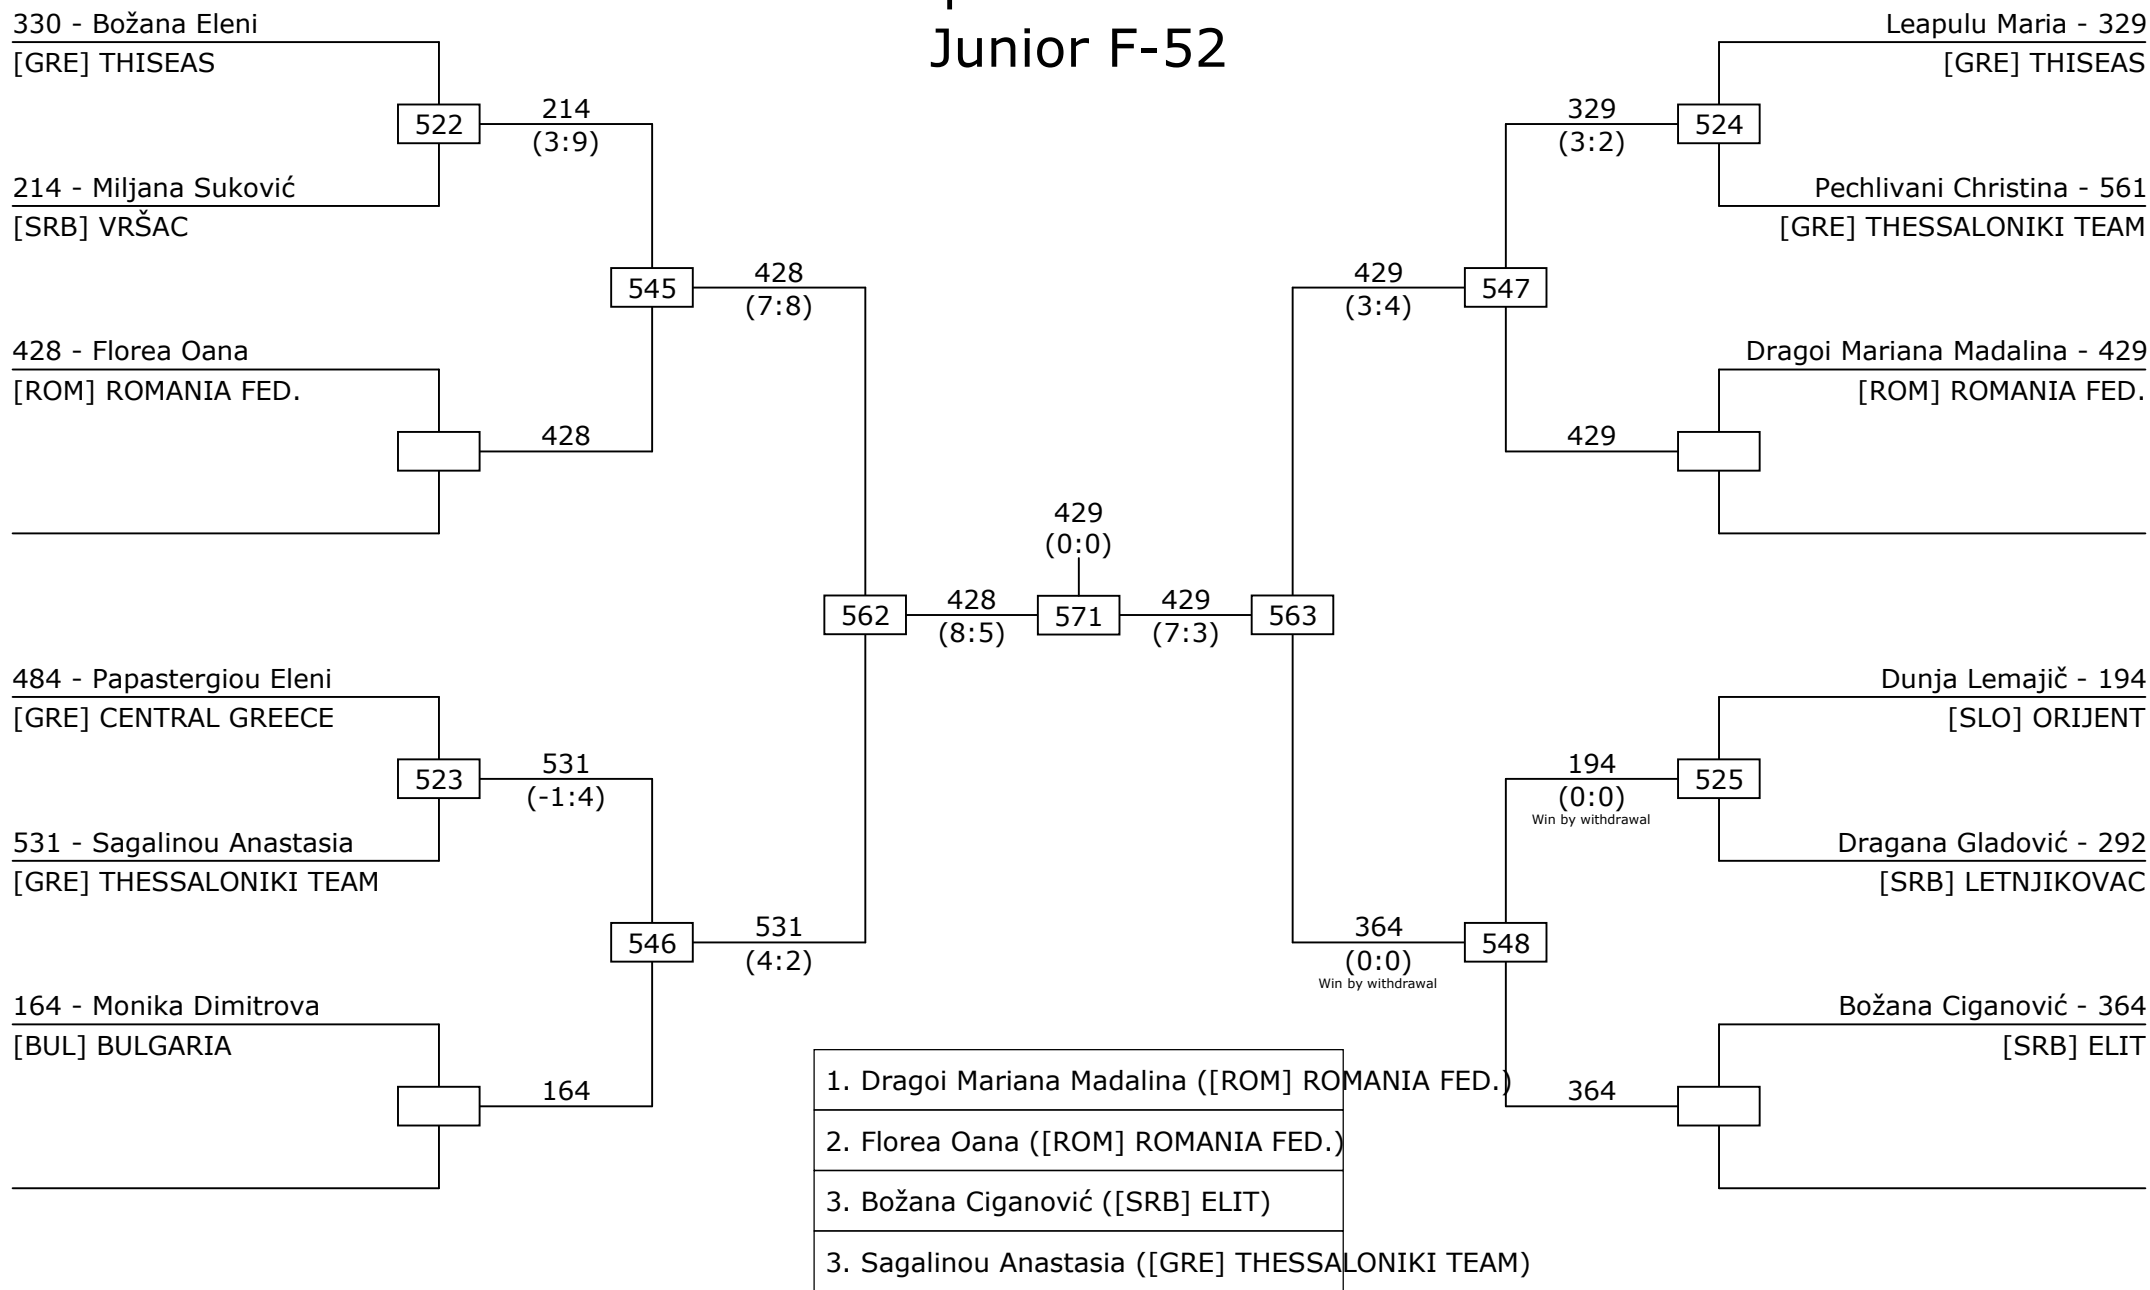 Junior F-52
330 - Božana Eleni
[GRE] THISEAS
522
214
(3:9)
214 - Miljana Suković
[SRB] VRŠAC
545
428
(7:8)
428 - Florea Oana
[ROM] ROMANIA FED.
428
484 - Papastergiou Eleni
[GRE] CENTRAL GREECE
523
531
(-1:4)
531 - Sagalinou Anastasia
[GRE] THESSALONIKI TEAM
546
531
(4:2)
164 - Monika Dimitrova
[BUL] BULGARIA
164
562
428
(8:5)
429
(0:0)
571
429
(7:3)
563
Leapulu Maria - 329
[GRE] THISEAS
329
(3:2)
524
Pechlivani Christina - 561
[GRE] THESSALONIKI TEAM
429
(3:4)
547
Dragoi Mariana Madalina - 429
[ROM] ROMANIA FED.
429
Dunja Lemajič - 194
[SLO] ORIJENT
194
(0:0)
Win by withdrawal
525
Dragana Gladović - 292
[SRB] LETNJIKOVAC
364
(0:0)
Win by withdrawal
548
Božana Ciganović - 364
[SRB] ELIT
364
1. Dragoi Mariana Madalina ([ROM] ROMANIA FED.)
2. Florea Oana ([ROM] ROMANIA FED.)
3. Božana Ciganović ([SRB] ELIT)
3. Sagalinou Anastasia ([GRE] THESSALONIKI TEAM)